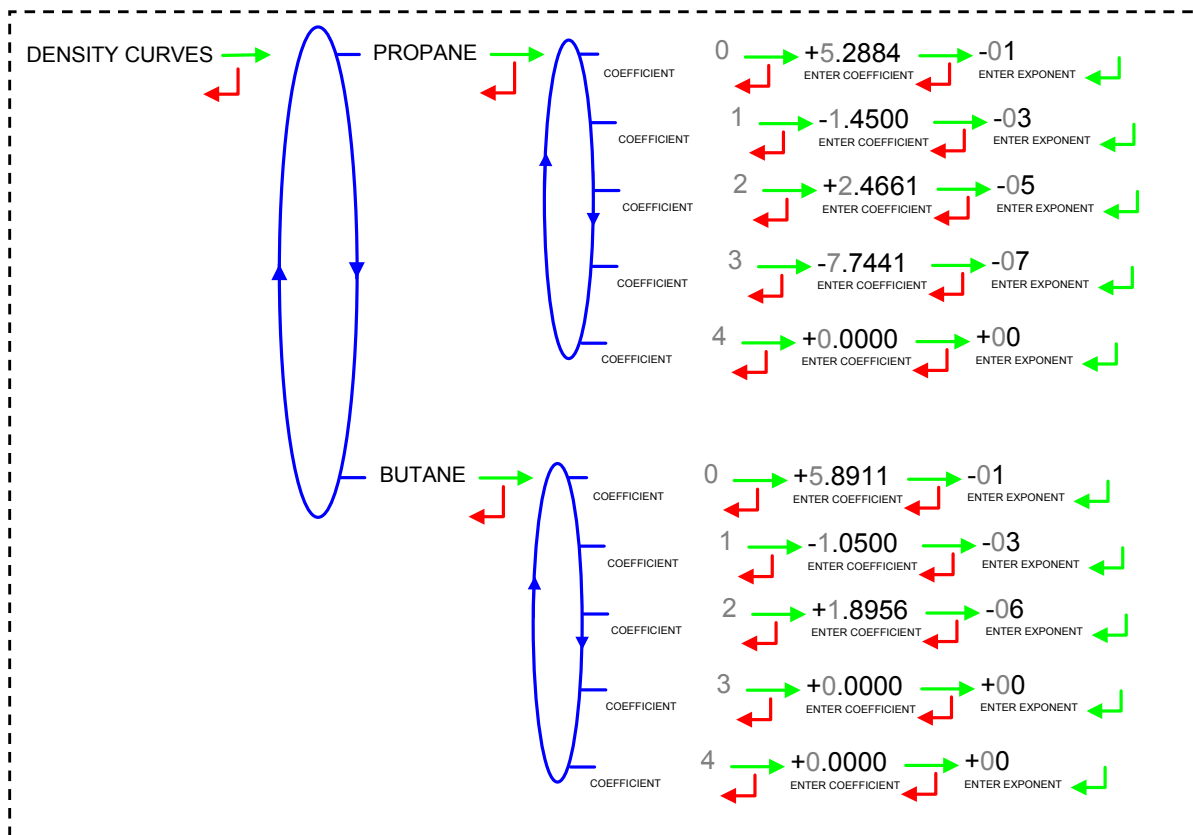 DENSITY CURVES PROPANE 0 +5.2884 -01
COEFFICIENT ENTER COEFFICIENT ENTER EXPONENT
1 -1.4500 -03
COEFFICIENT ENTER COEFFICIENT ENTER EXPONENT
2 +2.4661 -05
COEFFICIENT ENTER COEFFICIENT ENTER EXPONENT
3 -7.7441 -07
COEFFICIENT ENTER COEFFICIENT ENTER EXPONENT
4 +0.0000 +00
COEFFICIENT ENTER COEFFICIENT ENTER EXPONENT
BUTANE 0 +5.8911 -01
COEFFICIENT ENTER COEFFICIENT ENTER EXPONENT
1 -1.0500 -03
COEFFICIENT ENTER COEFFICIENT ENTER EXPONENT
2 +1.8956 -06
COEFFICIENT ENTER COEFFICIENT ENTER EXPONENT
3 +0.0000 +00
COEFFICIENT ENTER COEFFICIENT ENTER EXPONENT
4 +0.0000 +00
COEFFICIENT ENTER COEFFICIENT ENTER EXPONENT